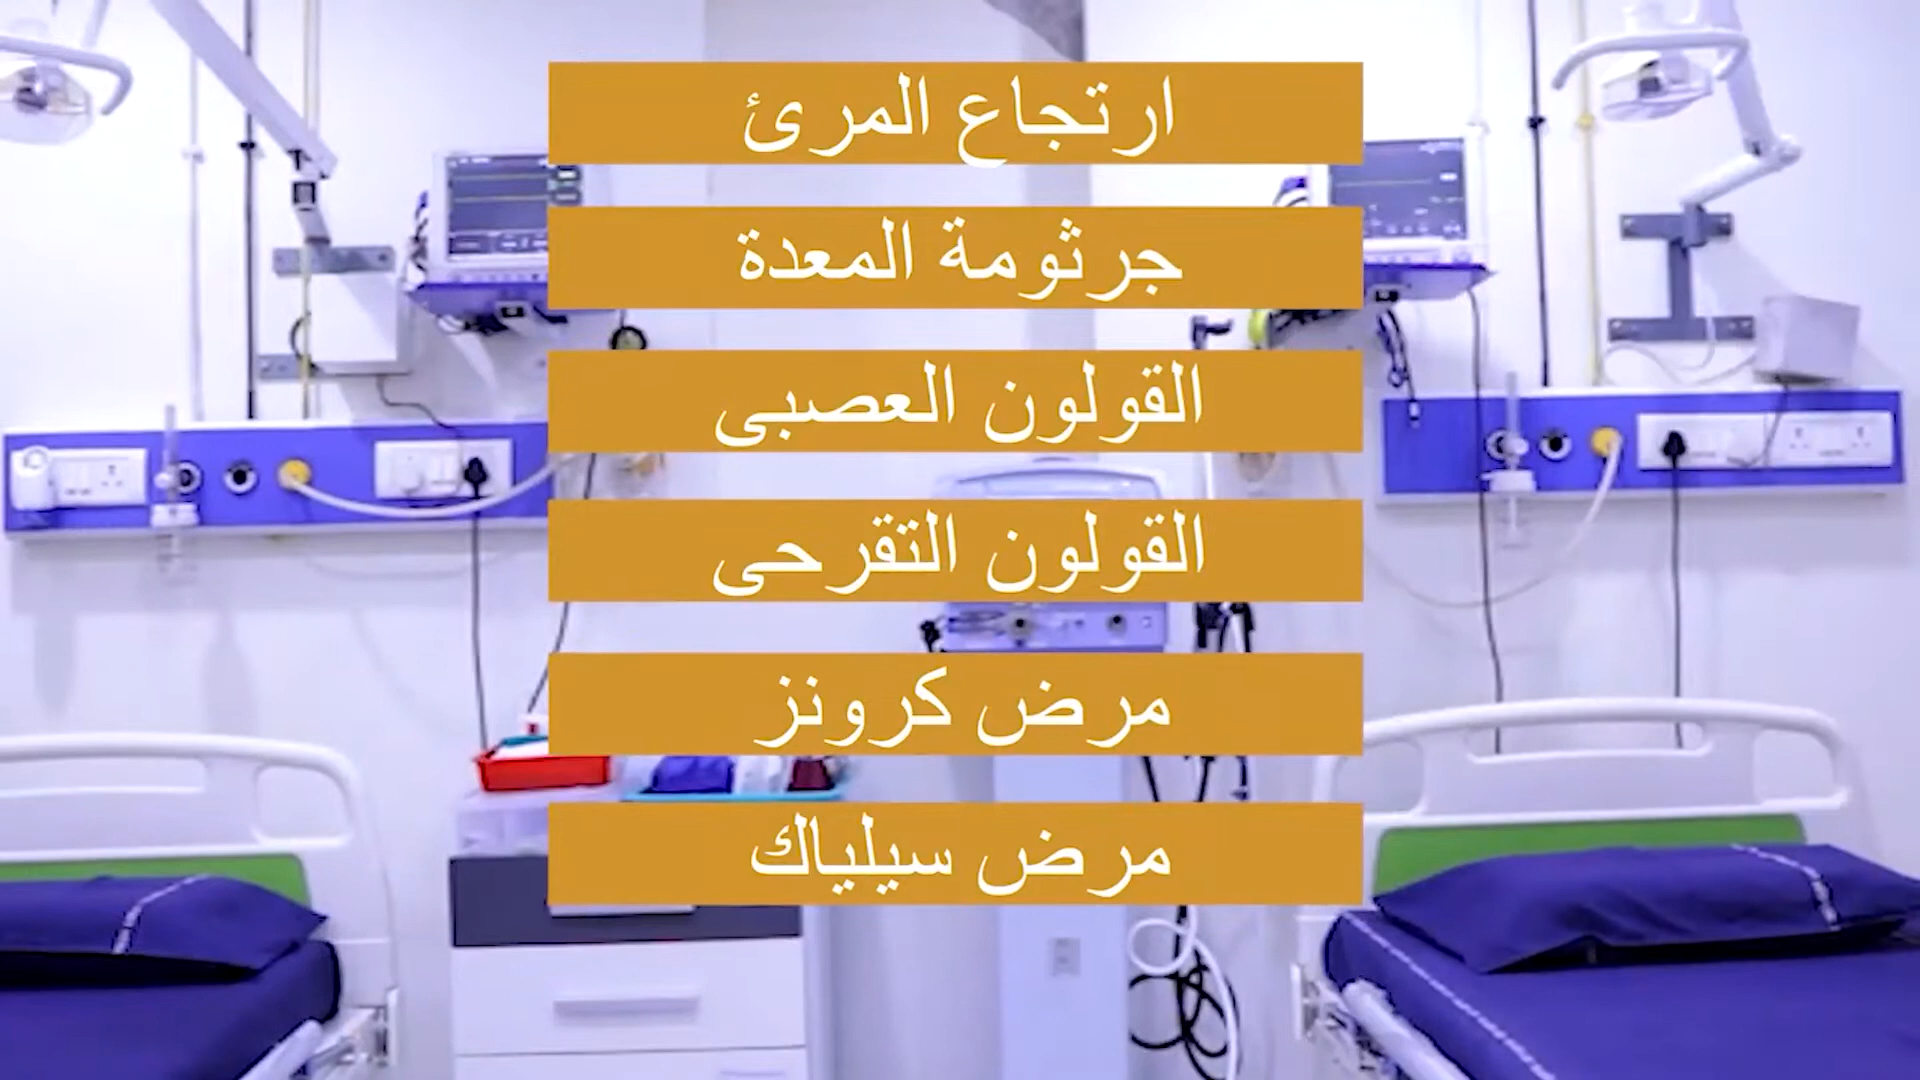 ارتجاع المرئ
جرثومة المعدة
القولون العصبى
القولون التقرحى
مرض كرونز
مرض سيلياك